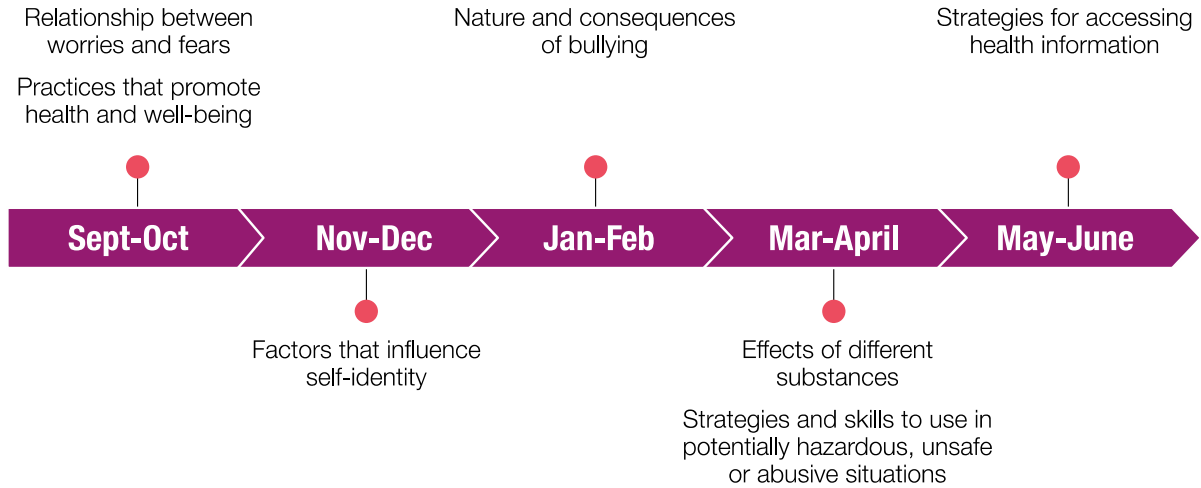 Relationship between
worries and fears
Practices that promote
health and well-being
Nature and consequences
of bullying
Strategies for accessing
health information
Sept-Oct
Nov-Dec
Jan-Feb
Mar-April
May-June
Factors that influence
self-identity
Effects of different
substances
Strategies and skills to use in
potentially hazardous, unsafe
or abusive situations